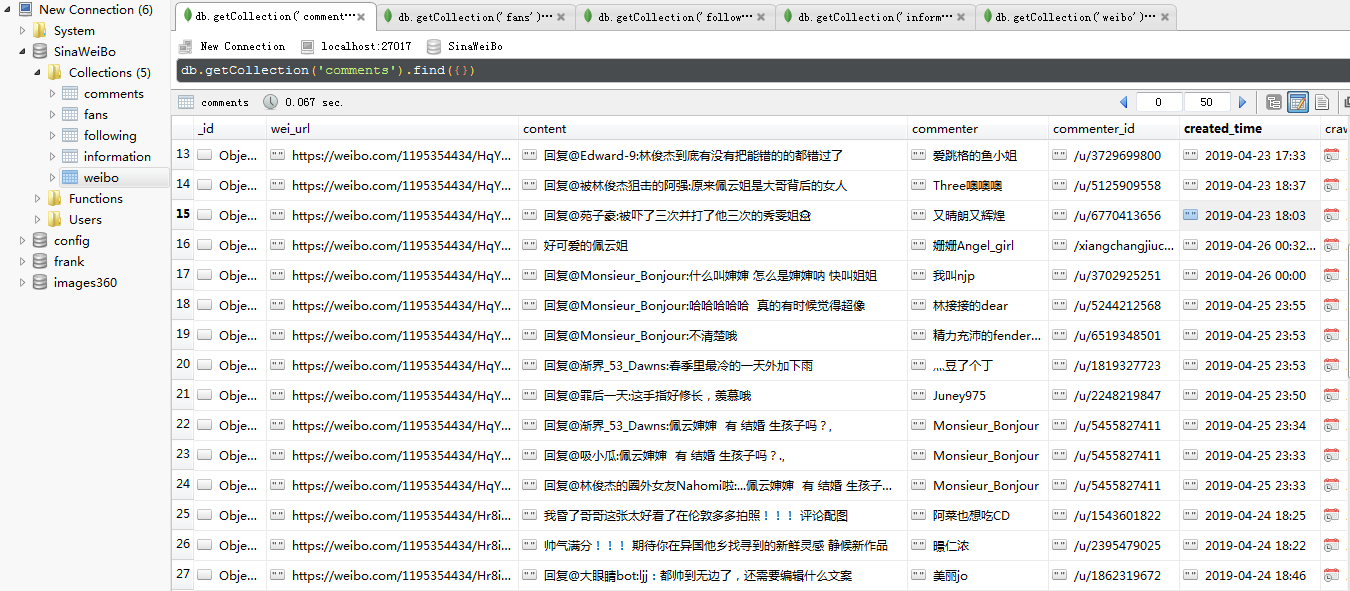 New Connection (6)
System
SinaWeiBo
Collections (5)
comments
fans
following
information
weibo
Functions
Users
config
frank
images360
db.getCollection('comment··· db.getCollection('fans')··· db.getCollection('follow··· db.getCollection('inform··· db.getCollection('weibo')···
New Connection localhost:27017 SinaWeiBo
db.getCollection('comments').find({})
comments 0.067 sec. 0 50
_id wei_url content commenter commenter_id created_time crav
13 Obje... https://weibo.com/1195354434/HqY... 回复@Edward-9:林俊杰到底有没有把能错的的都错过了 爱跳格的鱼小姐 /u/3729699800 2019-04-23 17:33
14 Obje... https://weibo.com/1195354434/HqY... 回复@被林俊杰狙击的阿强:原来佩云姐是大哥背后的女人 Three噢噢噢 /u/5125909558 2019-04-23 18:37
15 Obje... https://weibo.com/1195354434/HqY... 回复@苑子豪:被吓了三次并打了他三次的秀雯姐盘 又晴朗又辉煌 /u/6770413656 2019-04-23 18:03
16 Obje... https://weibo.com/1195354434/HqY... 好可爱的佩云姐 姗姗Angel_girl /xiangchangjiuc... 2019-04-26 00:32...
17 Obje... https://weibo.com/1195354434/HqY... 回复@Monsieur_Bonjour:什么叫婶婶 怎么是婶婶呐 快叫姐姐 我叫njp /u/3702925251 2019-04-26 00:00
18 Obje... https://weibo.com/1195354434/HqY... 回复@Monsieur_Bonjour:哈哈哈哈哈 真的有时候觉得超像 林接接的dear /u/5244212568 2019-04-25 23:55
19 Obje... https://weibo.com/1195354434/HqY... 回复@Monsieur_Bonjour:不清楚哦 精力充沛的fender... /u/6519348501 2019-04-25 23:53
20 Obje... https://weibo.com/1195354434/HqY... 回复@渐界_53_Dawns:春季里最冷的一天外加下雨 灬豆了个丁 /u/1819327723 2019-04-25 23:53
21 Obje... https://weibo.com/1195354434/HqY... 回复@罪后一天:这手指好修长，羡慕哦 Juney975 /u/2248219847 2019-04-25 23:50
22 Obje... https://weibo.com/1195354434/HqY... 回复@渐界_53_Dawns:佩云婶婶 有 结婚 生孩子吗？, Monsieur_Bonjour /u/5455827411 2019-04-25 23:34
23 Obje... https://weibo.com/1195354434/HqY... 回复@吸小瓜:佩云婶婶 有 结婚 生孩子吗？., Monsieur_Bonjour /u/5455827411 2019-04-25 23:33
24 Obje... https://weibo.com/1195354434/HqY... 回复@林俊杰的圈外女友Nahomi啦:...佩云婶婶 有 结婚 生孩子... Monsieur_Bonjour /u/5455827411 2019-04-25 23:33
25 Obje... https://weibo.com/1195354434/Hr8i... 我昏了哥哥这张太好看了在伦敦多多拍照！！！ 评论配图 阿莱也想吃CD /u/1543601822 2019-04-24 18:25
26 Obje... https://weibo.com/1195354434/Hr8i... 帅气满分！！！ 期待你在异国他乡找寻到的新鲜灵感 静候新作品 /u/2395479025 2019-04-24 18:22
27 Obje... https://weibo.com/1195354434/Hr8i... 回复@大眼睛bot:ljj：都帅到无边了，还需要编辑什么文案 美丽jo /u/1862319672 2019-04-24 18:46